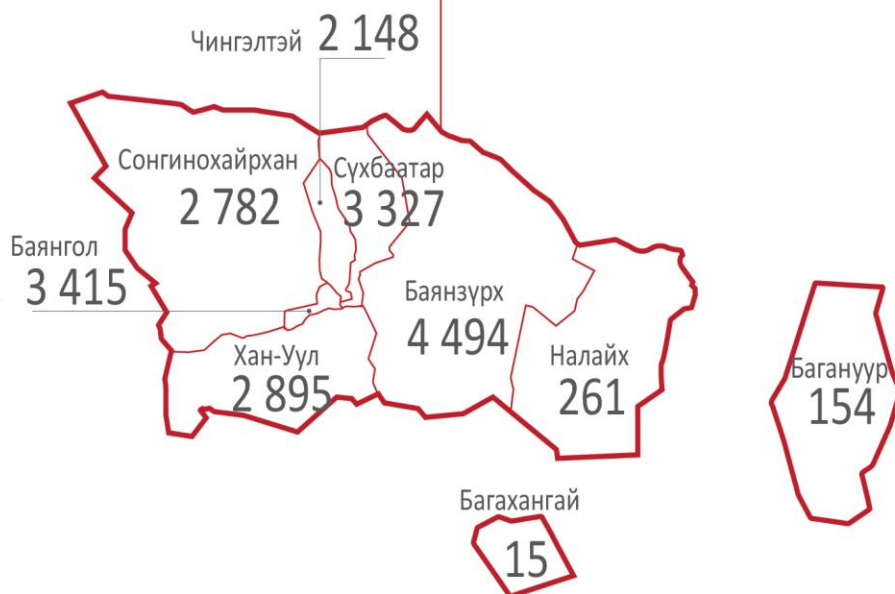 Чингэлтэй 2 148
Сонгинохайрхан
2 782
Сүхбаатар
3 327
Баянгол
3 415
Баянзүрх
4 494
Хан-Уул
2 895
Налайх
261
Багануур
154
Багахангай
15